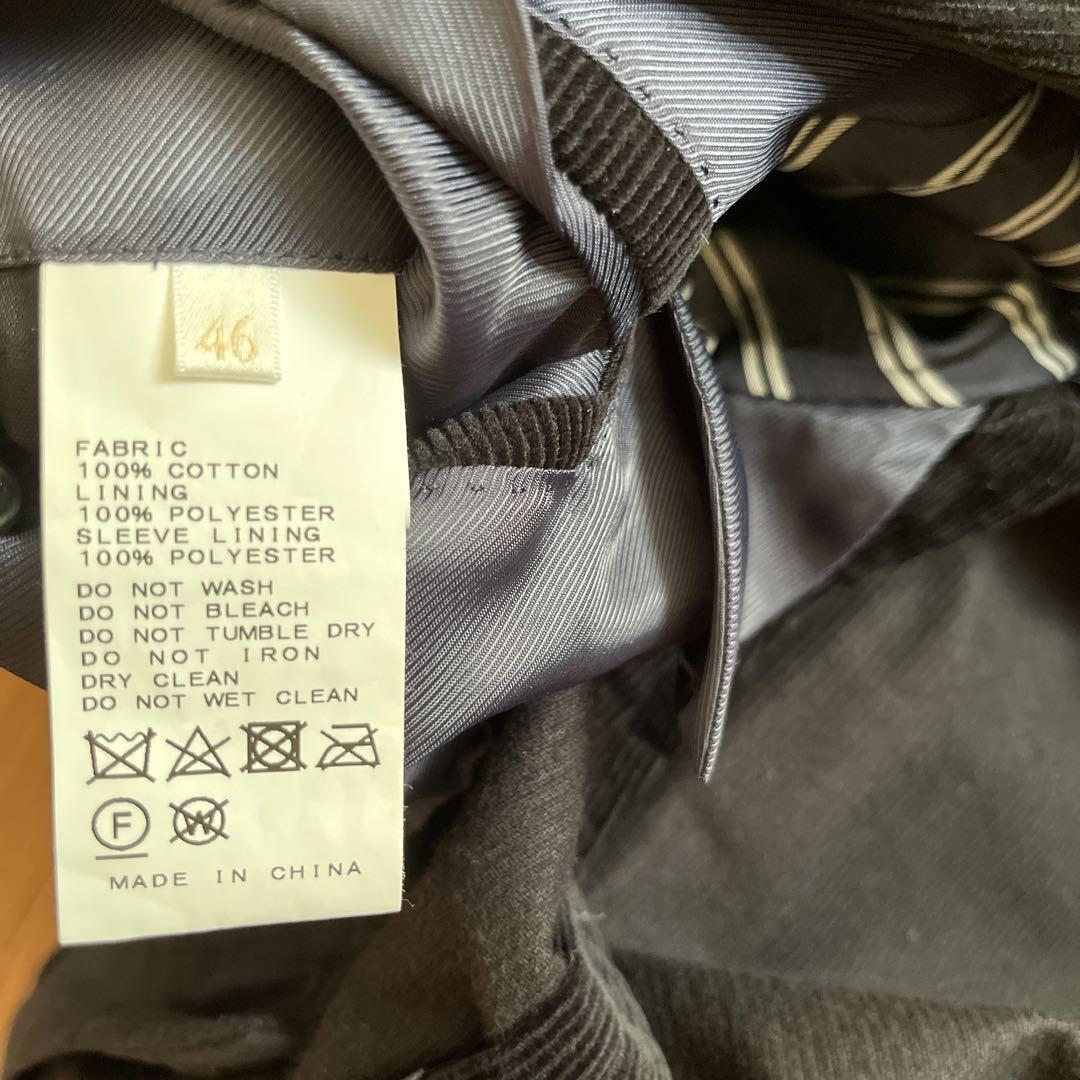 46
FABRIC
100% COTTON
LINING
100% POLYESTER
SLEEVE LINING
100% POLYESTER
DO NOT WASH
DO NOT BLEACH
DO NOT TUMBLE DRY
DO NOT IRON
DRY CLEAN
DO NOT WET CLEAN
F W
MADE IN CHINA